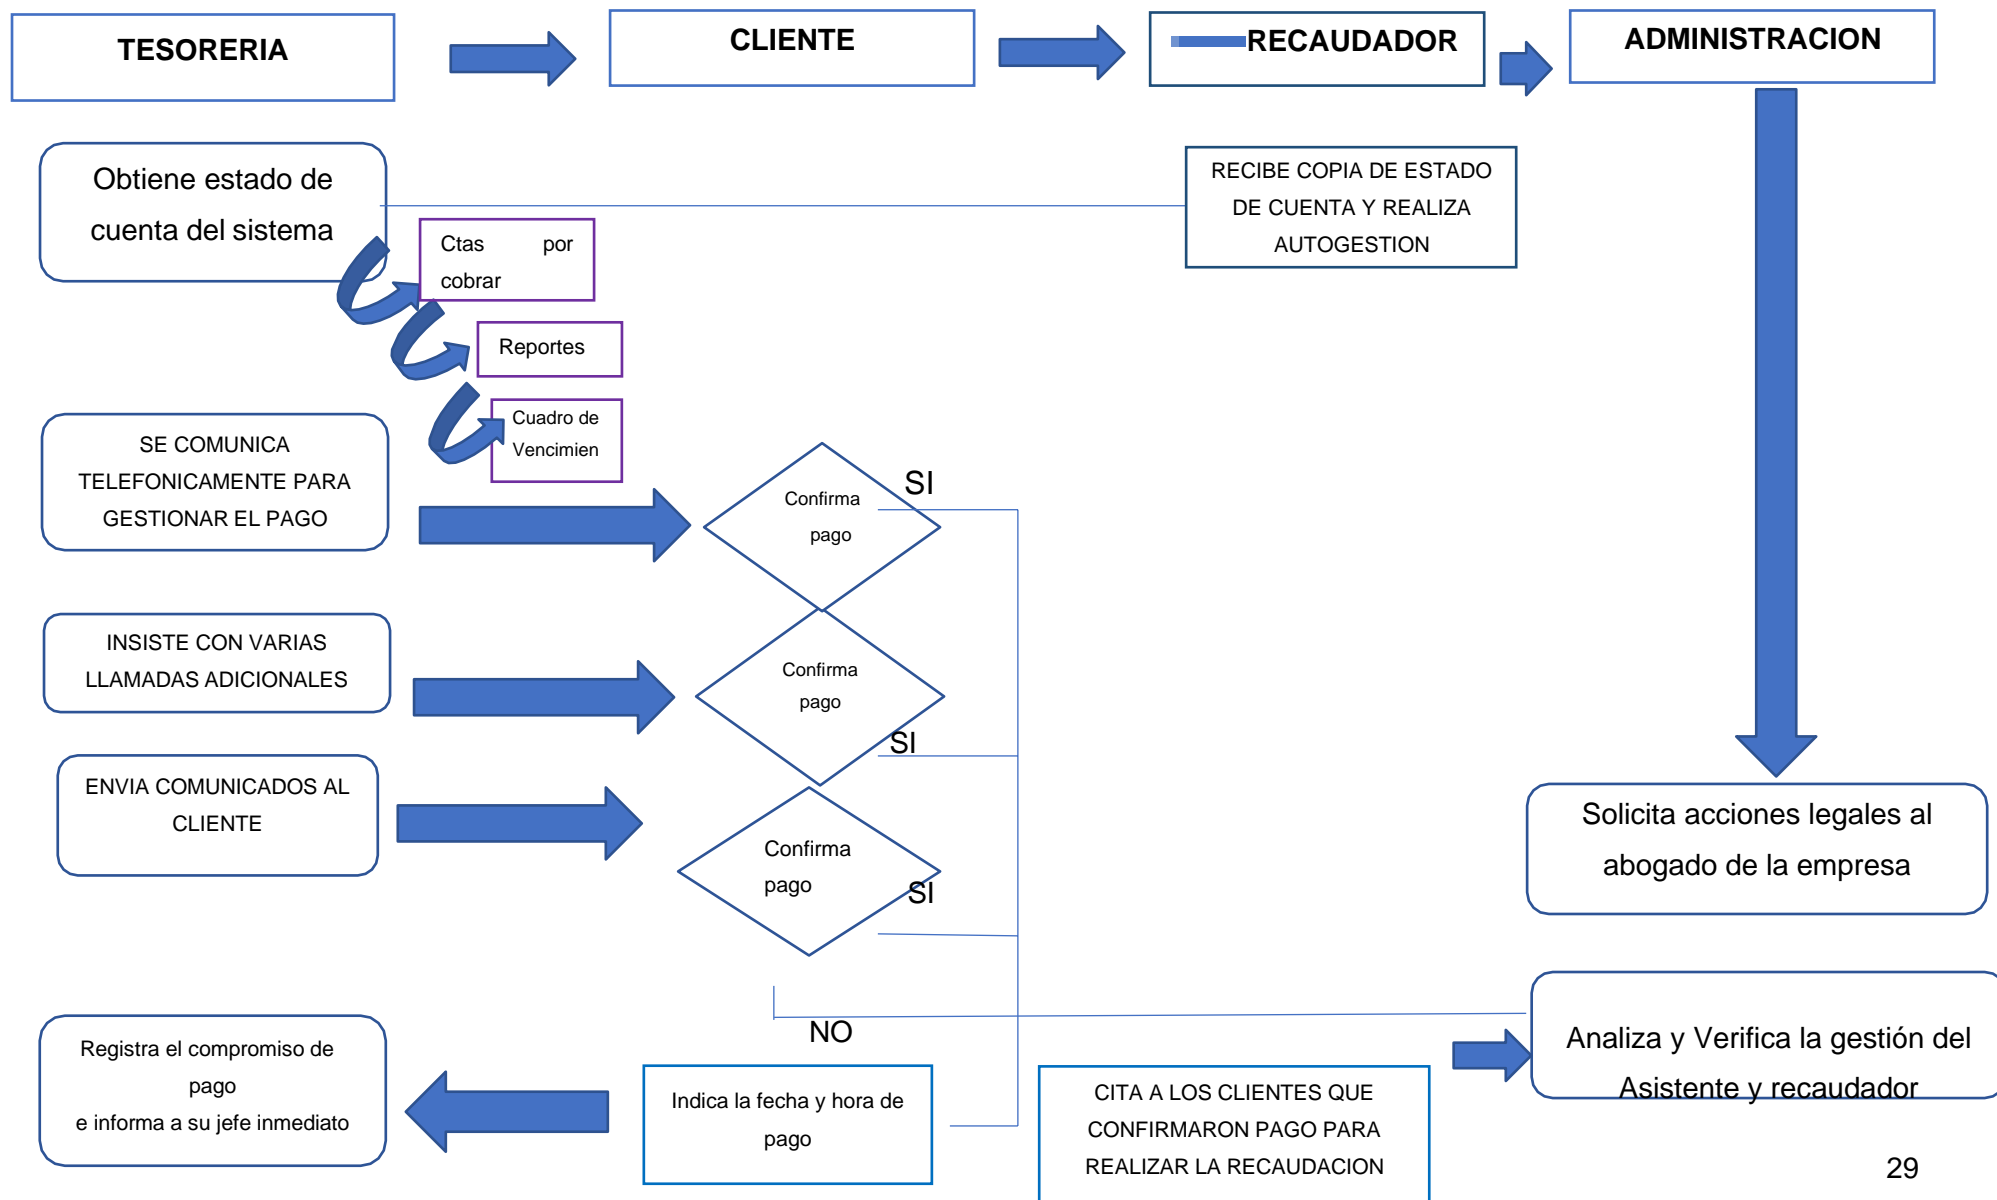 TESORERIA
CLIENTE
RECAUDADOR
ADMINISTRACION
Obtiene estado de
cuenta del sistema
RECIBE COPIA DE ESTADO
DE CUENTA Y REALIZA
AUTOGESTION
Ctas por
cobrar
Reportes
Cuadro de
Vencimien
SE COMUNICA
TELEFONICAMENTE PARA
GESTIONAR EL PAGO
Confirma
pago
SI
INSISTE CON VARIAS
LLAMADAS ADICIONALES
Confirma
pago
SI
ENVIA COMUNICADOS AL
CLIENTE
Confirma
pago
SI
Solicita acciones legales al
abogado de la empresa
NO
Registra el compromiso de
pago
e informa a su jefe inmediato
Indica la fecha y hora de
pago
CITA A LOS CLIENTES QUE
CONFIRMARON PAGO PARA
REALIZAR LA RECAUDACION
Analiza y Verifica la gestión del
Asistente y recaudador
29